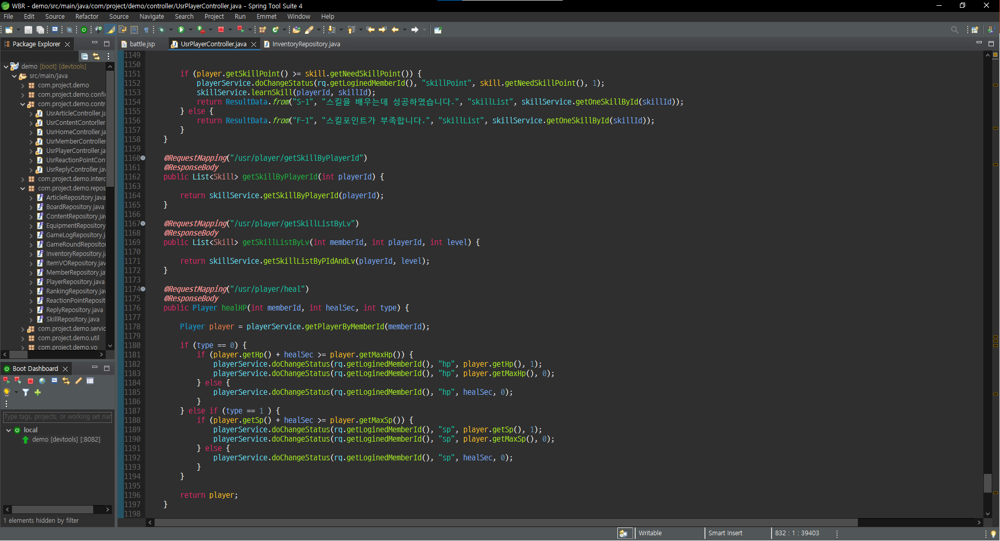 WBR - demo/src/main/java/com/project/demo/controller/UsrPlayerController.java - Spring Tool Suite 4
File Edit Source Refactor Source Navigate Search Project Run Emmet Window Help
Package Explorer
demo [boot] [devtools]
src/main/java
com.project.demo
com.project.demo.config
com.project.demo.contr
UsrArticleController.ja
UsrContentContorller
UsrHomeController.ja
UsrMemberController
UsrPlayerController.ja
UsrReactionPointCon
UsrReplyController.jav
com.project.demo.interc
com.project.demo.repos
ArticleRepository.java
BoardRepository.java
ContentRepository.jav
EquipmentRepository
GameLogRepository.j
GameRoundRepositor
InventoryRepository.ja
ItemVORepository.jav
MemberRepository.ja
PlayerRepository.java
RankingRepository.jav
ReactionPointReposit
ReplyRepository.java
SkillRepository.java
com.project.demo.servic
com.project.demo.util
com.project.demo.vo
Boot Dashboard
Type tags, projects, or working set nam
local
demo [devtools] [:8082]
1 elements hidden by filter
battle.jsp UsrPlayerController.java InventoryRepository.java
1149
1150
1151 if (player.getSkillPoint() >= skill.getNeedSkillPoint()) {
1152 playerService.doChangeStatus(rq.getLoginedMemberId(), "skillPoint", skill.getNeedSkillPoint(), 1);
1153 skillService.learnSkill(playerId, skillId);
1154 return ResultData.from("S-1", "스킬을 배우는데 성공하였습니다.", "skillList", skillService.getOneSkillById(skillId));
1155 } else {
1156 return ResultData.from("F-1", "스킬포인트가 부족합니다.", "skillList", skillService.getOneSkillById(skillId));
1157 }
1158 }
1159
1160 @RequestMapping("/usr/player/getSkillByPlayerId")
1161 @ResponseBody
1162 public List<Skill> getSkillByPlayerId(int playerId) {
1163
1164 return skillService.getSkillByPlayerId(playerId);
1165 }
1166
1167 @RequestMapping("/usr/player/getSkillListByLv")
1168 @ResponseBody
1169 public List<Skill> getSkillListByLv(int memberId, int playerId, int level) {
1170
1171 return skillService.getSkillListByPIdAndLv(playerId, level);
1172 }
1173
1174 @RequestMapping("/usr/player/heal")
1175 @ResponseBody
1176 public Player healHP(int memberId, int healSec, int type) {
1177
1178 Player player = playerService.getPlayerByMemberId(memberId);
1179
1180 if (type == 0) {
1181 if (player.getHp() + healSec >= player.getMaxHp()) {
1182 playerService.doChangeStatus(rq.getLoginedMemberId(), "hp", player.getHp(), 1);
1183 playerService.doChangeStatus(rq.getLoginedMemberId(), "hp", player.getMaxHp(), 0);
1184 } else {
1185 playerService.doChangeStatus(rq.getLoginedMemberId(), "hp", healSec, 0);
1186 }
1187 } else if (type == 1 ) {
1188 if (player.getSp() + healSec >= player.getMaxSp()) {
1189 playerService.doChangeStatus(rq.getLoginedMemberId(), "sp", player.getSp(), 1);
1190 playerService.doChangeStatus(rq.getLoginedMemberId(), "sp", player.getMaxSp(), 0);
1191 } else {
1192 playerService.doChangeStatus(rq.getLoginedMemberId(), "sp", healSec, 0);
1193 }
1194 }
1195
1196 return player;
1197 }
1198
Writable Smart Insert 832 : 1 : 39403